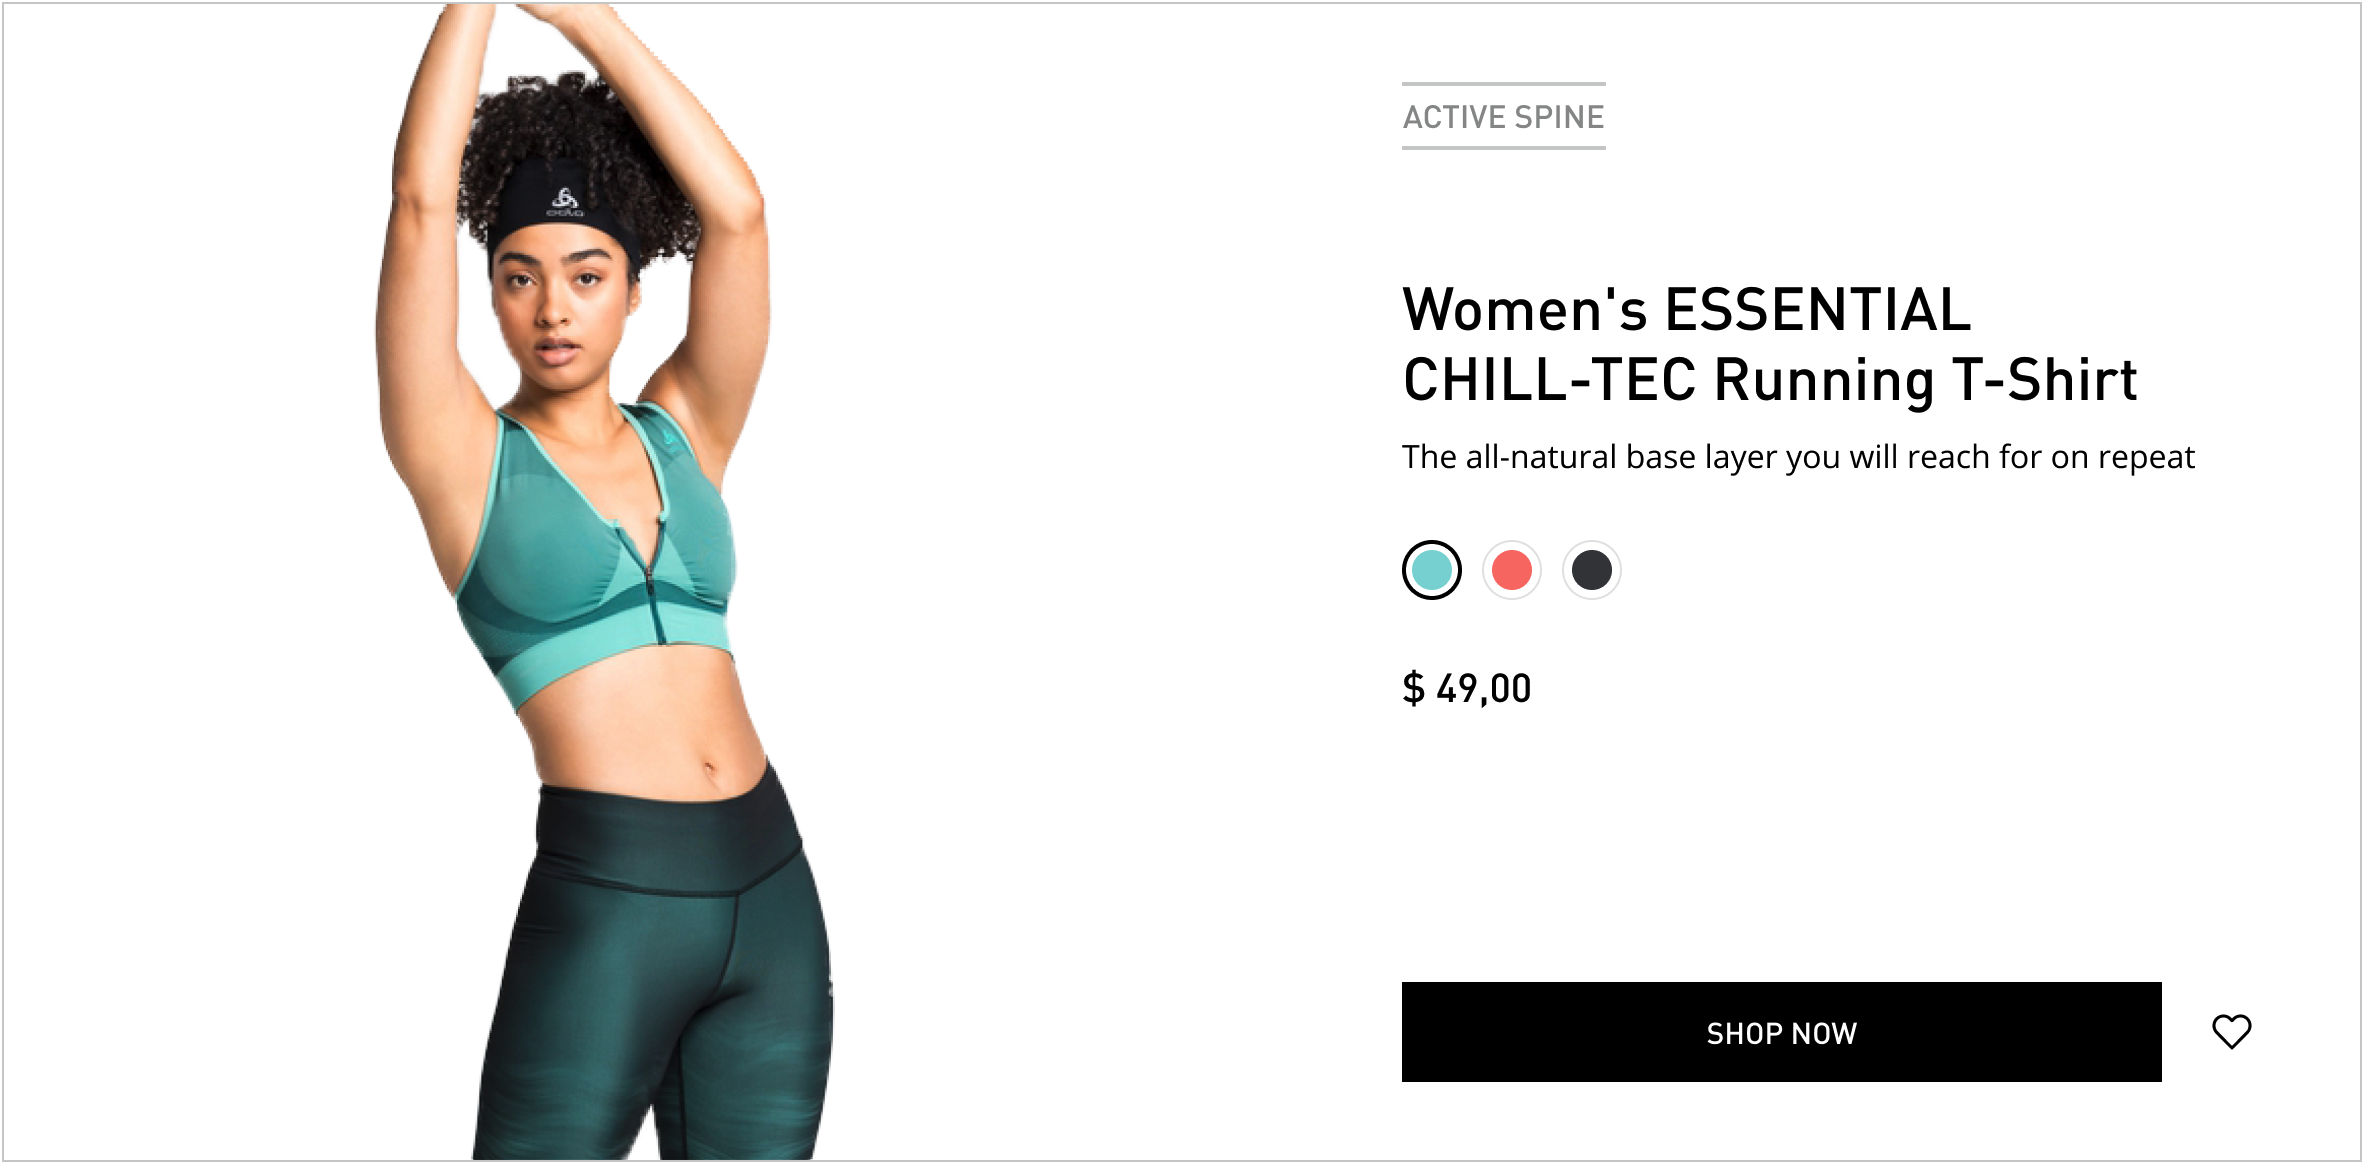 odlo
ACTIVE SPINE
Women's ESSENTIAL
CHILL-TEC Running T-Shirt
The all-natural base layer you will reach for on repeat
$ 49,00
SHOP NOW